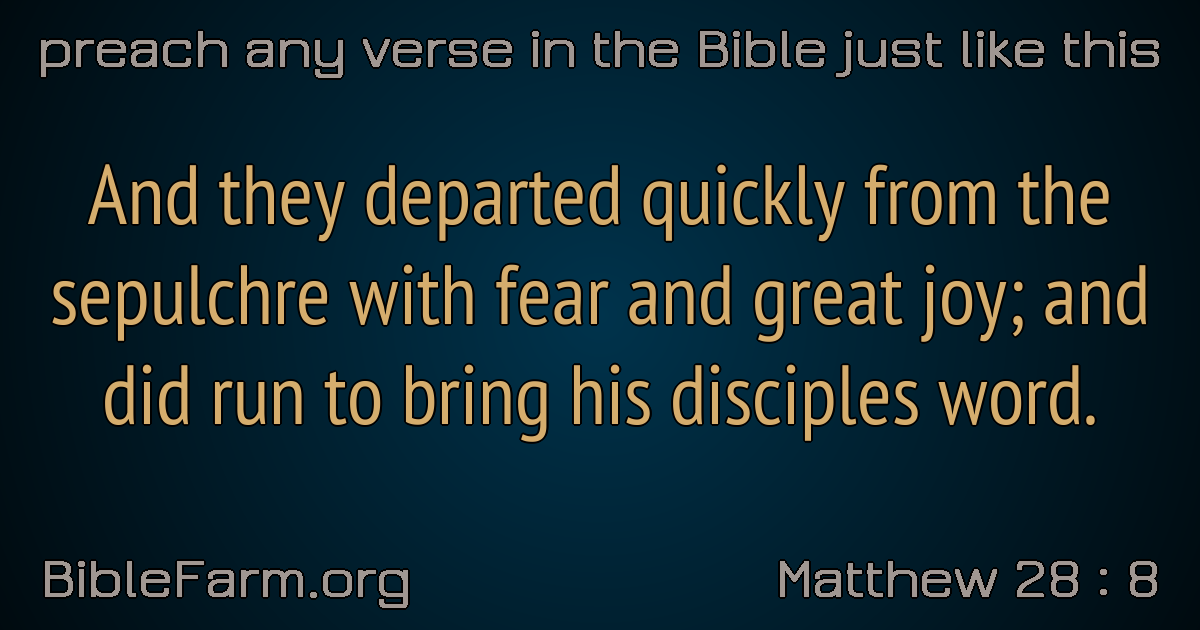 preach any verse in the Bible just like this
And they departed quickly from the
sepulchre with fear and great joy; and
did run to bring his disciples word.
BibleFarm.org
Matthew 28 : 8